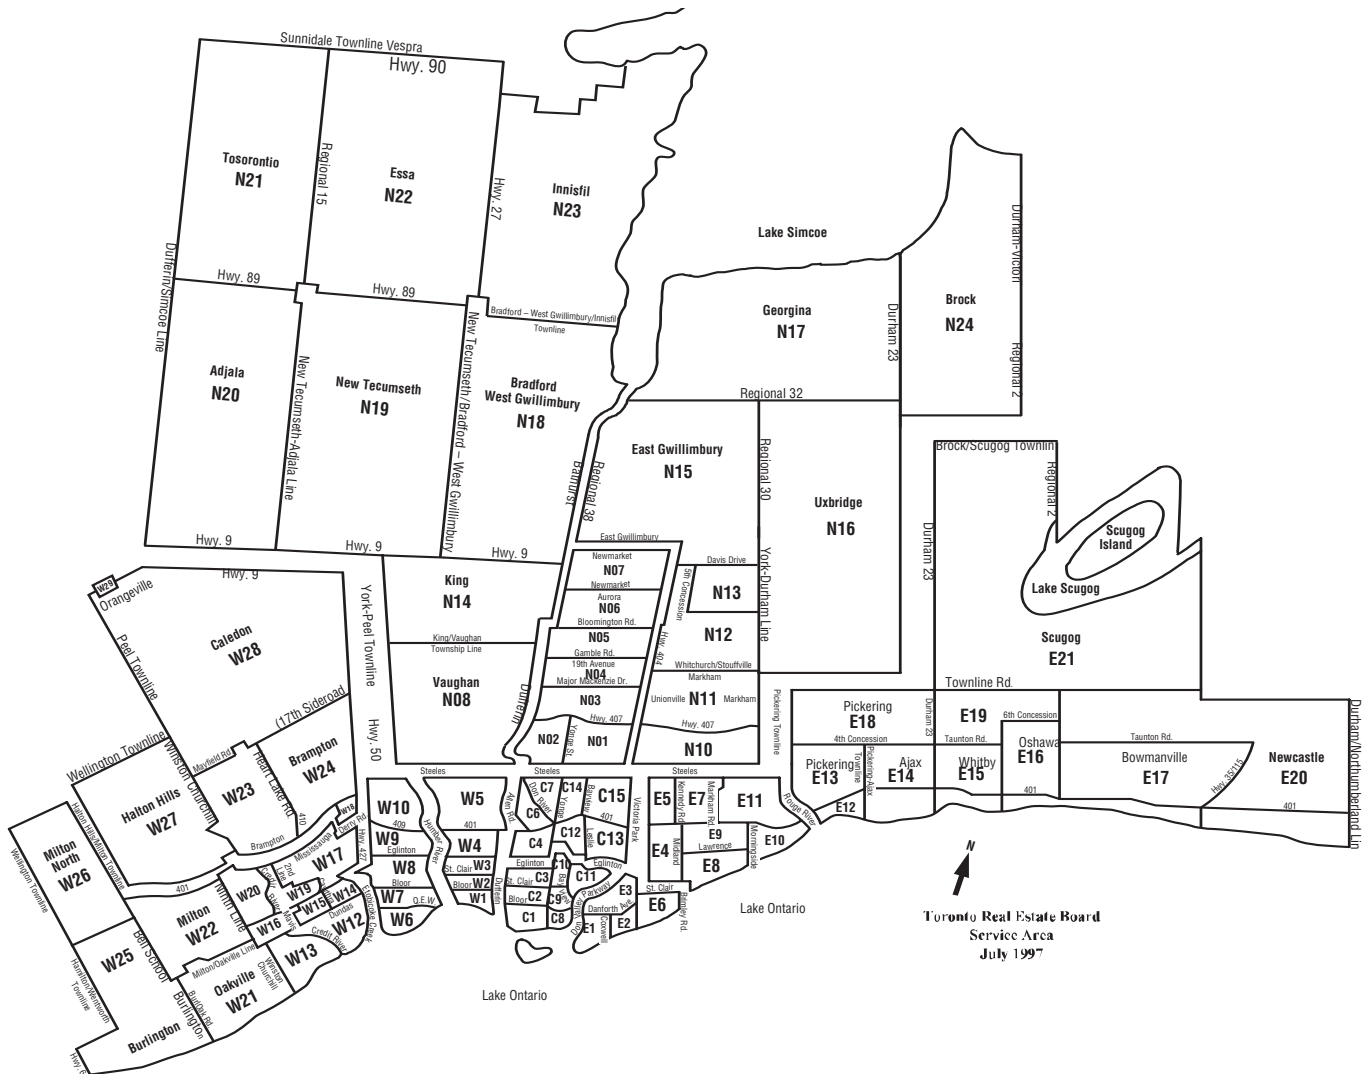 Sunnidale Townline Vespra
Hwy. 90
Tosorontio
N21
Regional 15
Essa
N22
Hwy. 27
Innisfil
N23
Lake Simcoe
Dufferin/Simcoe Line
Hwy. 89
Hwy. 89
Bradford – West Gwillimbury/Innisfil
Townline
Georgina
N17
Durham 23
Brock
N24
Durham-Victori
Regional 2
Adjala
N20
New Tecumseth-Adjala Line
New Tecumseth
N19
New Tecumseth/Bradford – West Gwillimbury
Bradford
West Gwillimbury
N18
Bathurst
Regional 38
Regional 32
East Gwillimbury
N15
Regional 30
Uxbridge
N16
Brock/Scugog Townlin
Regional 2
Durham 23
Scugog
Island
Lake Scugog
Scugog
E21
Hwy. 9
Hwy. 9
Hwy. 9
East Gwillimbury
Newmarket
N07
Newmarket
Aurora
N06
Bloomington Rd.
N05
Gamble Rd.
19th Avenue
N04
Major Mackenzie Dr.
N03
Hwy. 407
N02
Yonge St.
N01
Davis Drive
5th Concession
N13
N12
Hwy. 404
Whitchurch/Stouffville
Markham
Unionville
N11
Markham
Hwy. 407
N10
York-Durham Line
Pickering Townline
W29
Orangeville
Hwy. 9
Peel Townline
Caledon
W28
York-Peel Townline
Hwy. 50
King
N14
King/Vaughan
Township Line
Vaughan
N08
Dufferin
(17th Sideroad
Mayfield Rd
Wellington Townline
Winston Churchill
Heart Lake Rd
Brampton
W24
W23
410
Halton Hills
W27
Halton Hills/Milton Townline
Milton
North
W26
Wellington Townline
401
Brampton
Mississauga
W18
Derry Rd
Hwy. 427
W17
2nd
Line
Credit
River
W20
W19
W15
W14
Mavis
W16
Dundas
W12
Credit River
W13
Etobicoke Creek
Ninth Line
Milton
W22
Milton/Oakville Line
Winston
Churchill
Oakville
W21
Burloak Rd
Bell School
Burlington
W25
Hamilton/Wentworth
Townline
Burlington
Hwy. 6
Steeles
Steeles
Steeles
W10
409
W9
Eglinton
W8
Bloor
W7
Q.E.W.
W6
Humber River
W5
401
W4
St. Clair
W3
Bloor
W2
W1
Dufferin
Allen Rd.
C7
Don River
C6
C14
Yonge
Bayview
C15
401
C12
Leslie
C13
C4
Eglinton
C10
Eglinton
St. Clair
C3
Bayview
C11
Bloor
C2
C9
C1
C8
Don Valley Parkway
Victoria Park
E3
Danforth Ave.
E1
Coxwell
E2
St. Clair
E6
Brimley Rd.
E5
Kennedy Rd.
E7
Markham Rd.
E11
Rouge River
E4
Midland
E9
Lawrence
E8
Morningside
E10
Townline Rd.
Pickering
E18
Durham 23
E19
6th Concession
4th Concession
Taunton Rd.
Taunton Rd.
Pickering
E13
Pickering-Ajax
Townline
Ajax
E14
Whitby
E15
Oshawa
E16
Bowmanville
E17
Hwy. 35/115
Newcastle
E20
401
401
E12
Durham/Northumberland Lin
Lake Ontario
Lake Ontario
N
Toronto Real Estate Board
Service Area
July 1997